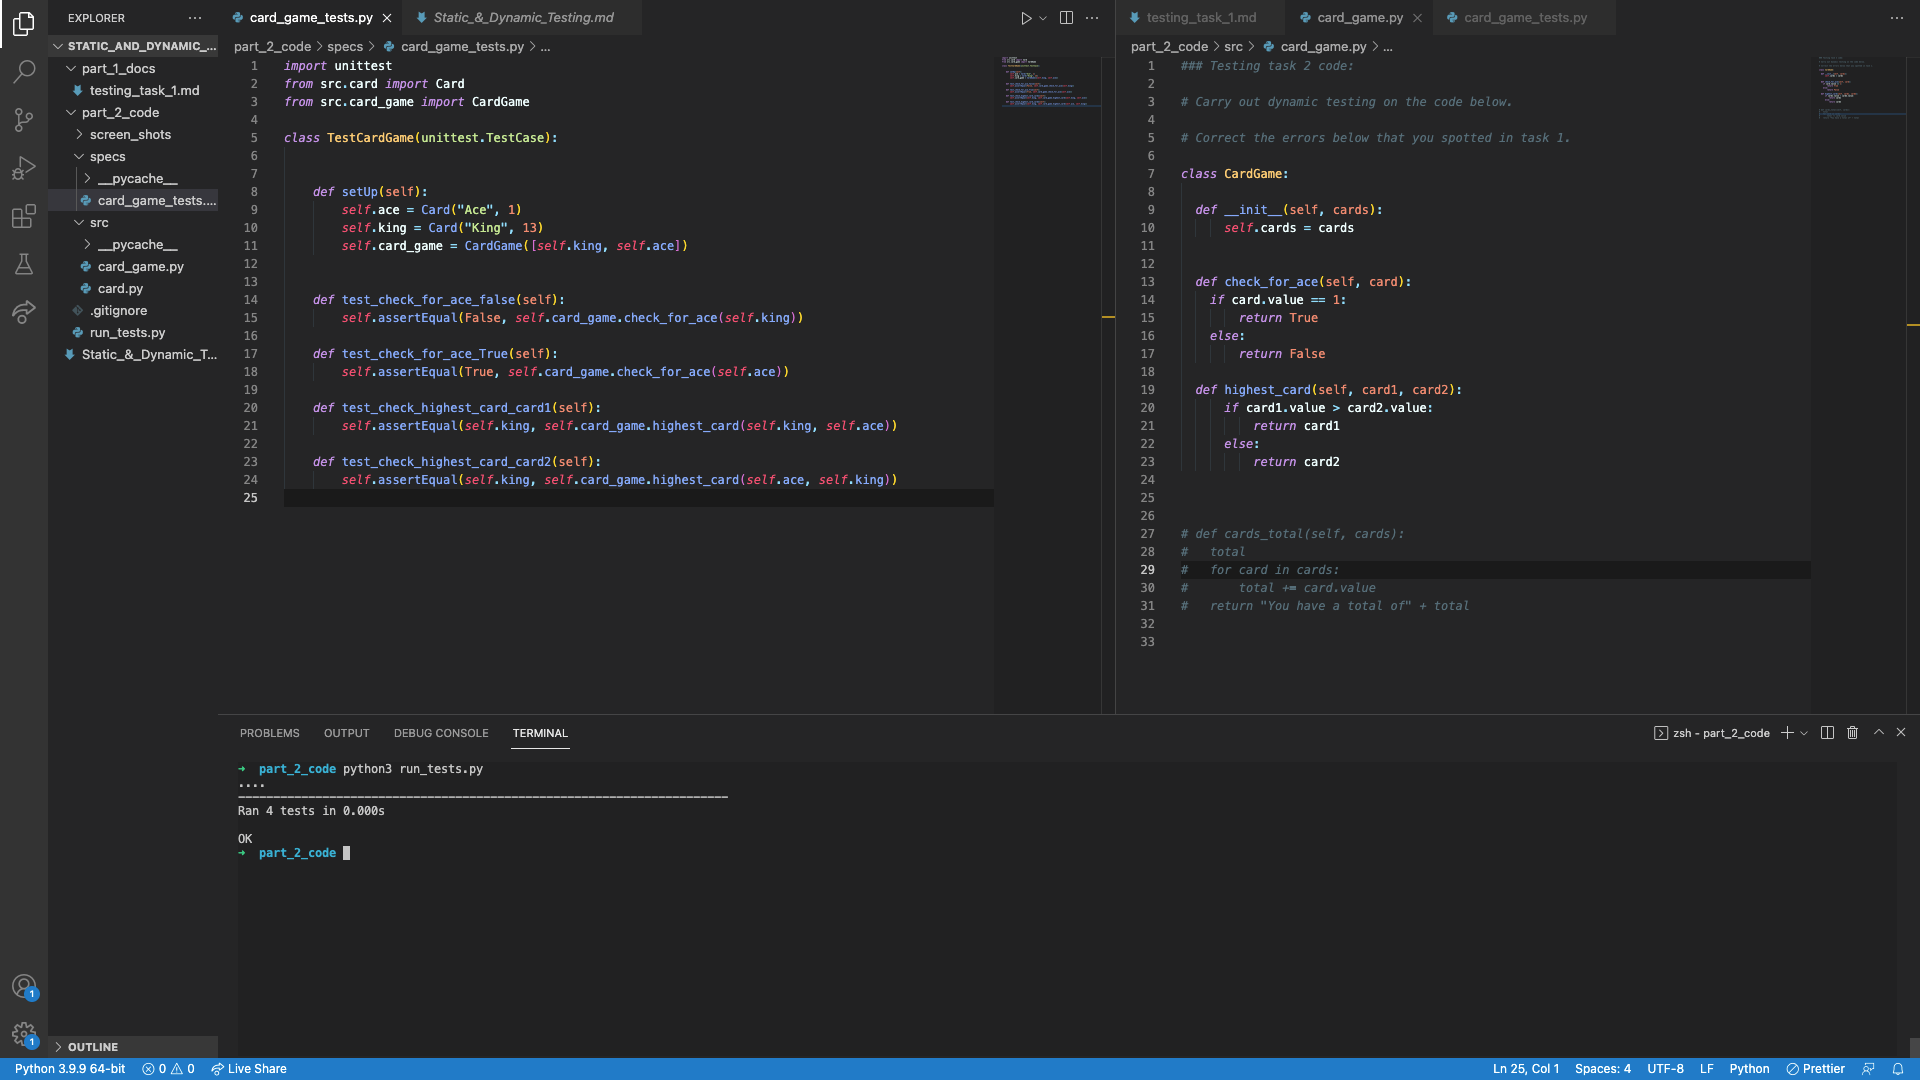 EXPLORER
STATIC_AND_DYNAMIC_...
part_1_docs
testing_task_1.md
part_2_code
screen_shots
specs
__pycache__
card_game_tests....
src
__pycache__
card_game.py
card.py
.gitignore
run_tests.py
Static_&_Dynamic_T...
OUTLINE
card_game_tests.py
Static_&_Dynamic_Testing.md
part_2_code > specs > card_game_tests.py > ...
1 import unittest
2 from src.card import Card
3 from src.card_game import CardGame
4
5 class TestCardGame(unittest.TestCase):
6
7
8 def setUp(self):
9 self.ace = Card("Ace", 1)
10 self.king = Card("King", 13)
11 self.card_game = CardGame([self.king, self.ace])
12
13
14 def test_check_for_ace_false(self):
15 self.assertEqual(False, self.card_game.check_for_ace(self.king))
16
17 def test_check_for_ace_True(self):
18 self.assertEqual(True, self.card_game.check_for_ace(self.ace))
19
20 def test_check_highest_card_card1(self):
21 self.assertEqual(self.king, self.card_game.highest_card(self.king, self.ace))
22
23 def test_check_highest_card_card2(self):
24 self.assertEqual(self.king, self.card_game.highest_card(self.ace, self.king))
25
testing_task_1.md
card_game.py
card_game_tests.py
part_2_code > src > card_game.py > ...
1 ### Testing task 2 code:
2
3 # Carry out dynamic testing on the code below.
4
5 # Correct the errors below that you spotted in task 1.
6
7 class CardGame:
8
9 def __init__(self, cards):
10 self.cards = cards
11
12
13 def check_for_ace(self, card):
14 if card.value == 1:
15 return True
16 else:
17 return False
18
19 def highest_card(self, card1, card2):
20 if card1.value > card2.value:
21 return card1
22 else:
23 return card2
24
25
26
27 # def cards_total(self, cards):
28 # total
29 # for card in cards:
30 # total += card.value
31 # return "You have a total of" + total
32
33
PROBLEMS OUTPUT DEBUG CONSOLE TERMINAL
zsh - part_2_code
→ part_2_code python3 run_tests.py
....
----------------------------------------------------------------------
Ran 4 tests in 0.000s
OK
→ part_2_code
1
1
Python 3.9.9 64-bit 0 0 Live Share
Ln 25, Col 1 Spaces: 4 UTF-8 LF Python Prettier